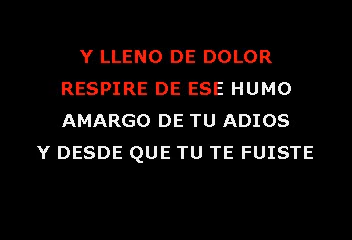 Y LLENO DE DOLOR
RESPIRE DE ESE HUMO
AMARGO DE TU ADIOS
Y DESDE QUE TU TE FUISTE